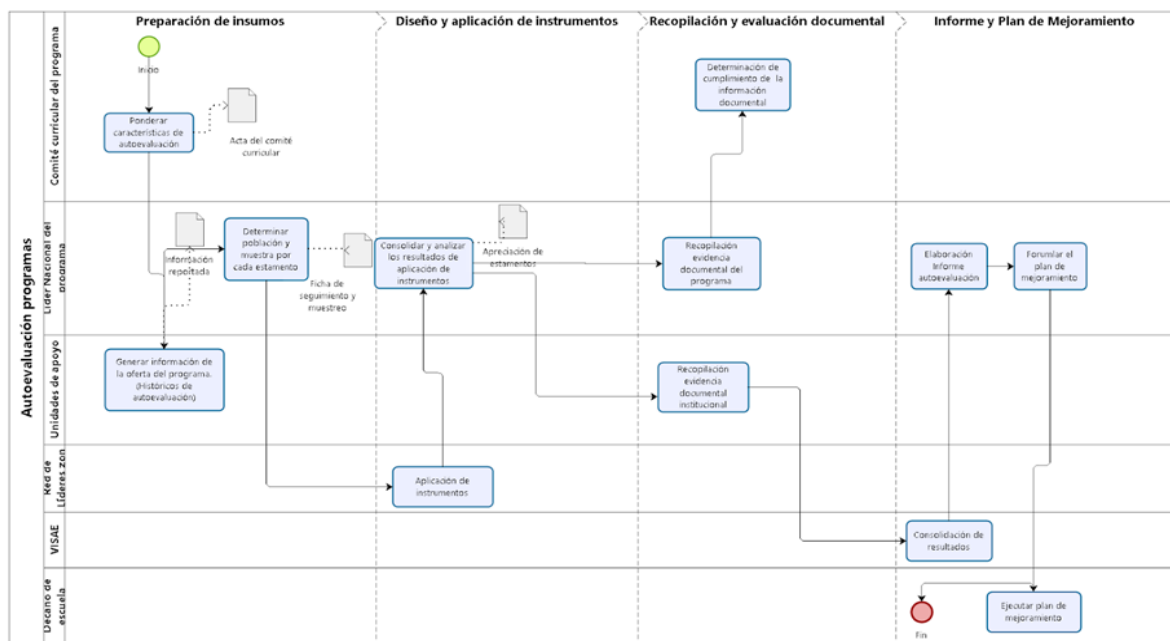 Preparación de insumos
Diseño y aplicación de instrumentos
Recopilación y evaluación documental
Informe y Plan de Mejoramiento
Autoevaluación programas
Comité curricular del programa
Inicio
Ponderar
características de
autoevaluación
Acta del comité
curricular
Determinación de
cumplimiento de la
información
documental
Líder Nacional del
programa
Información
reportada
Determinar
población y
muestra por
cada estamento
Ficha de
seguimiento y
muestreo
Consolidar y analizar
los resultados de
aplicación de
instrumentos
Apreciación de
estamentos
Recopilación
evidencia
documental del
programa
Elaboración
Informe
autoevaluación
Forumlar el
plan de
mejoramiento
Unidades de apoyo
Generar información de
la oferta del programa.
(Históricos de
autoevaluación)
Recopilación
evidencia
documental
institucional
Red de
Líderes zon
Aplicación de
instrumentos
VISAE
Consolidación de
resultados
Decano de
escuela
Fin
Ejecutar plan de
mejoramiento